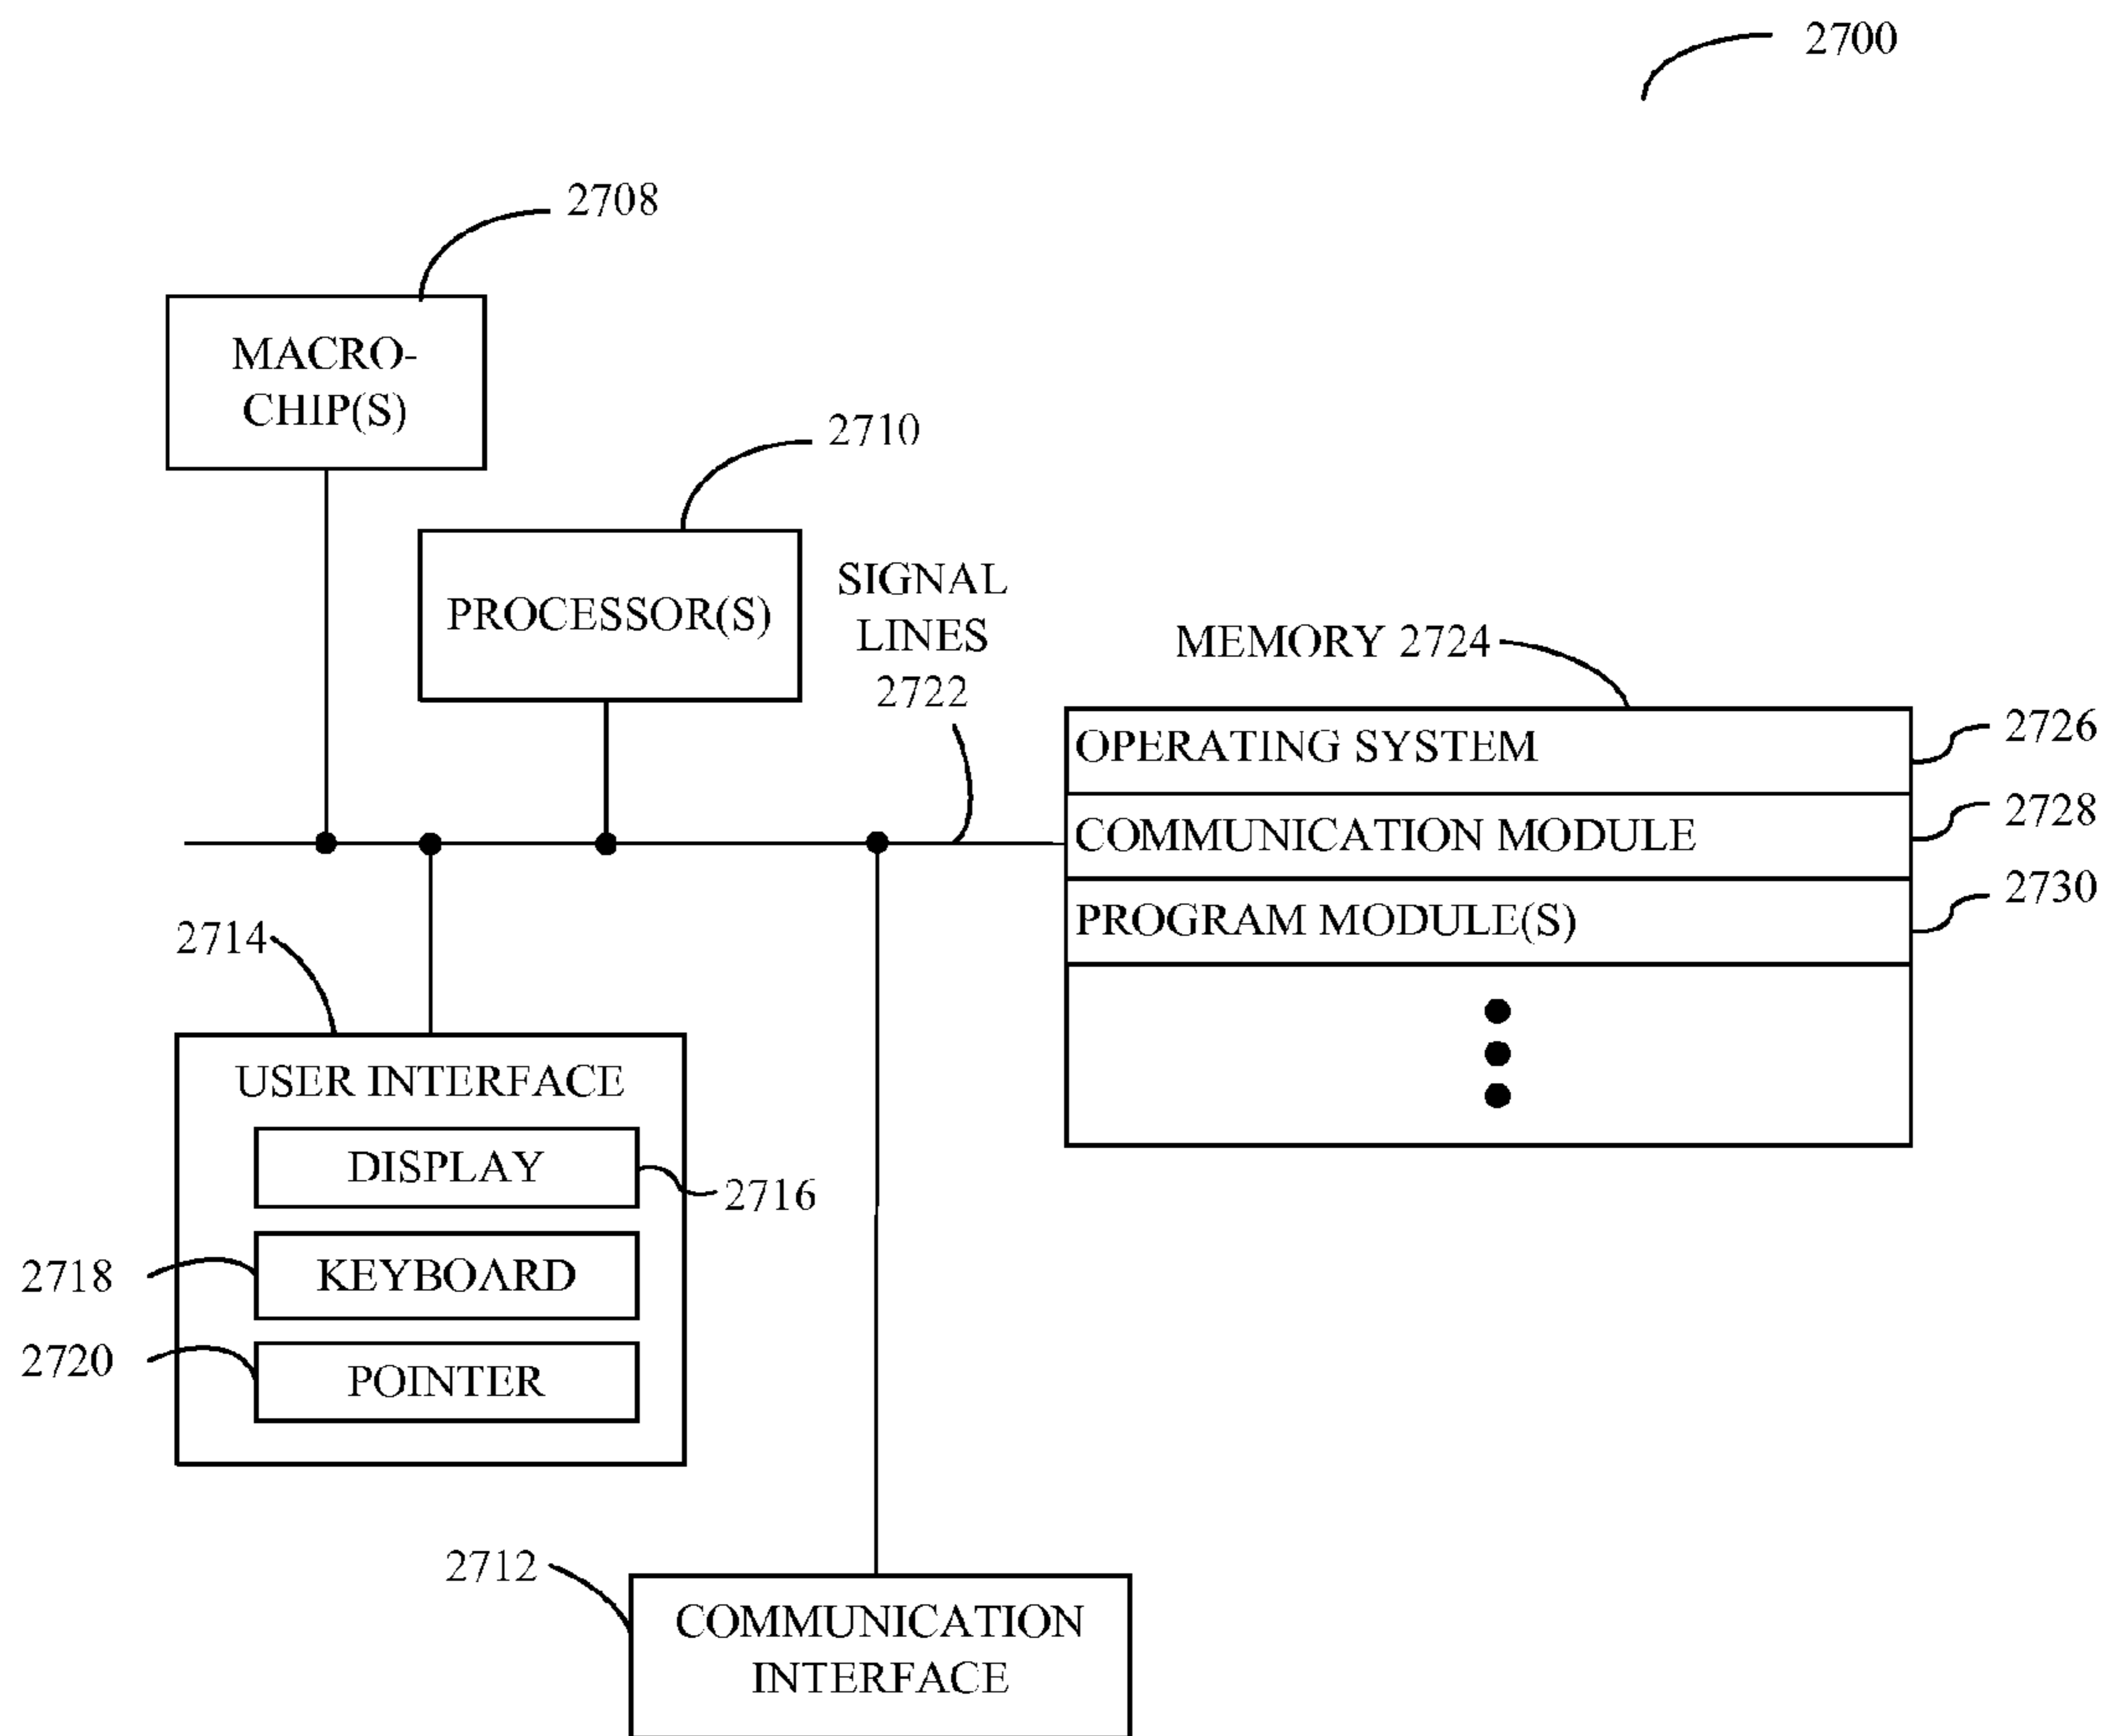 2700
2708
MACRO-
CHIP(S)
2710
PROCESSOR(S)
SIGNAL
LINES
2722
MEMORY 2724
OPERATING SYSTEM
2726
COMMUNICATION MODULE
2728
PROGRAM MODULE(S)
2730
2714
USER INTERFACE
DISPLAY
2716
2718
KEYBOARD
2720
POINTER
2712
COMMUNICATION
INTERFACE